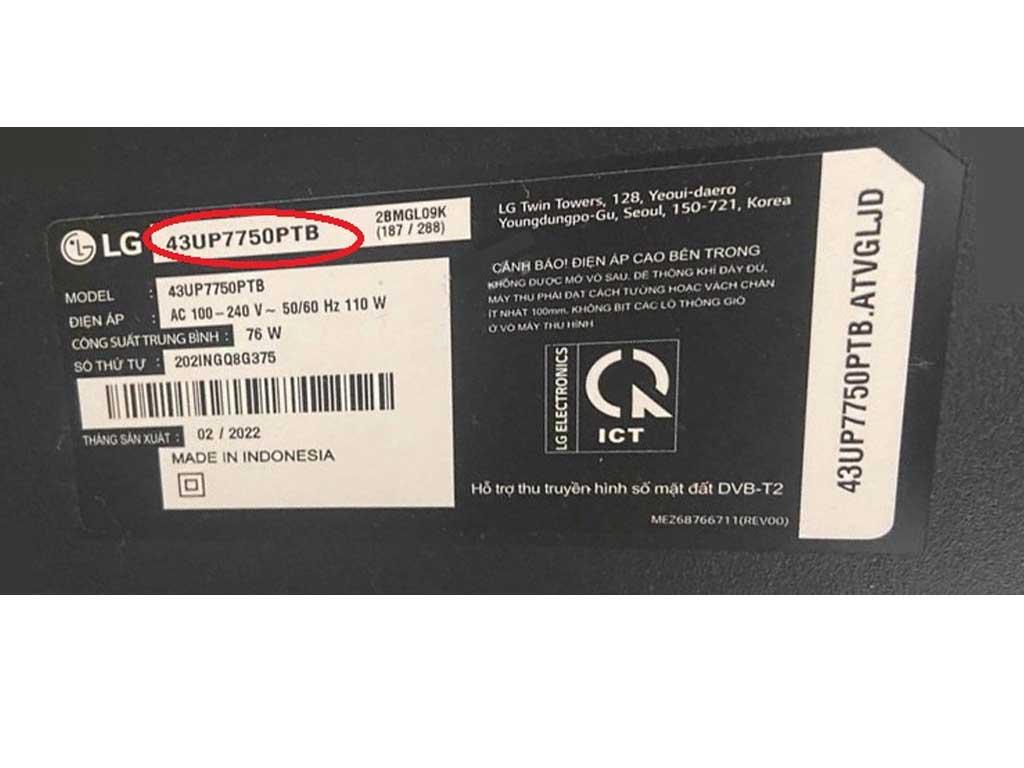 LG 43UP7750PTB
2BMGL09K
(187 / 288)
MODEL : 43UP7750PTB
ĐIỆN ÁP : AC 100-240 V~ 50/60 Hz 110 W
CÔNG SUẤT TRUNG BÌNH : 76 W
SỐ THỨ TỰ : 202INGQ8G375
THÁNG SẢN XUẤT : 02 / 2022
MADE IN INDONESIA
LG Twin Towers, 128, Yeoui-daero
Youngdungpo-Gu, Seoul, 150-721, Korea
CẢNH BÁO! ĐIỆN ÁP CAO BÊN TRONG
KHÔNG ĐƯỢC MỞ VỎ SAU. ĐỂ THÔNG KHÍ ĐẦY ĐỦ,
MÁY THU PHẢI ĐẶT CÁCH TƯỜNG HOẶC VÁCH CHẮN
ÍT NHẤT 100mm. KHÔNG BỊT CÁC LỖ THÔNG GIÓ
Ở VỎ MÁY THU HÌNH
LG ELECTRONICS
ICT
Hỗ trợ thu truyền hình số mặt đất DVB-T2
MEZ68766711(REV00)
43UP7750PTB.ATVGLJD